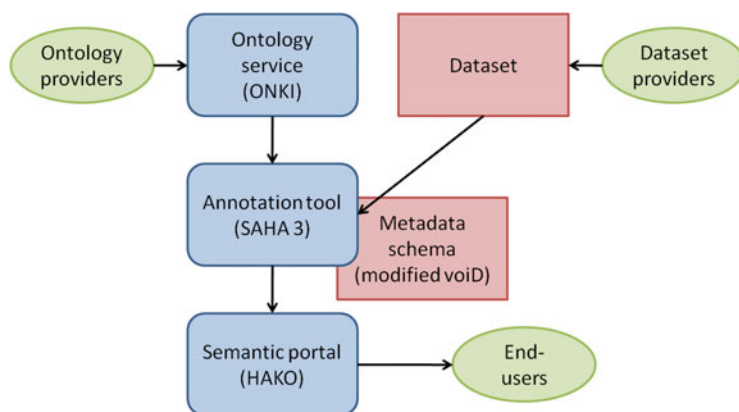 Ontology
providers
Ontology
service
(ONKI)
Dataset
Dataset
providers
Annotation tool
(SAHA 3)
Metadata
schema
(modified voiD)
Semantic portal
(HAKO)
End-
users